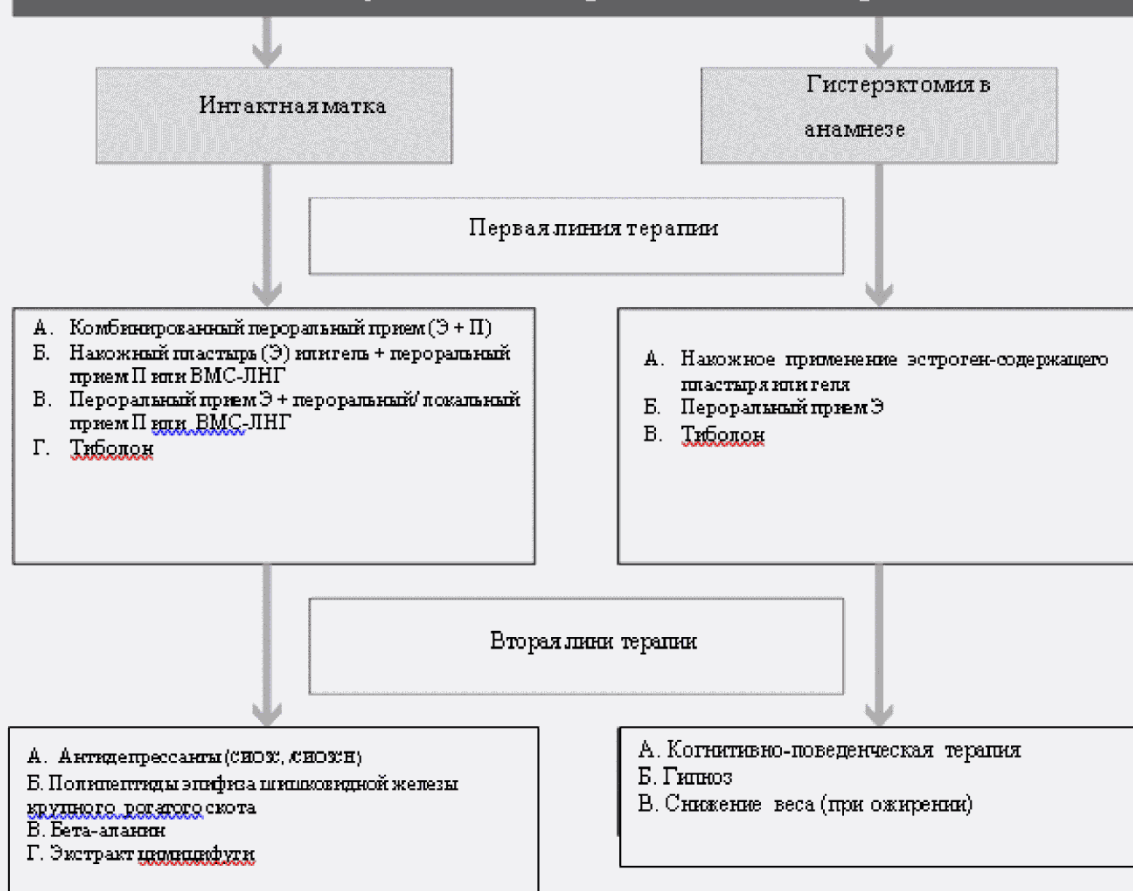 Интактная матка
Гистерэктомия в
анамнезе
Первая линия терапии
А. Комбинированный пероральный прием (Э + П)
Б. Накожный пластырь (Э) или гель + пероральный
прием П или ВМС-ЛНГ
В. Пероральный прием Э + пероральный/ локальный
прием П или ВМС-ЛНГ
Г. Тиболон
А. Накожное применение эстроген-содержащего
пластыря или геля
Б. Пероральный прием Э
В. Тиболон
Вторая лини терапии
А. Антидепрессанты
Б. Полипептиды эпифиза шишковидной железы
крупного рогатого скота
В. Бета-аланин
Г. Экстракт цимицифуги
А. Когнитивно-поведенческая терапия
Б. Гипноз
В. Снижение веса (при ожирении)